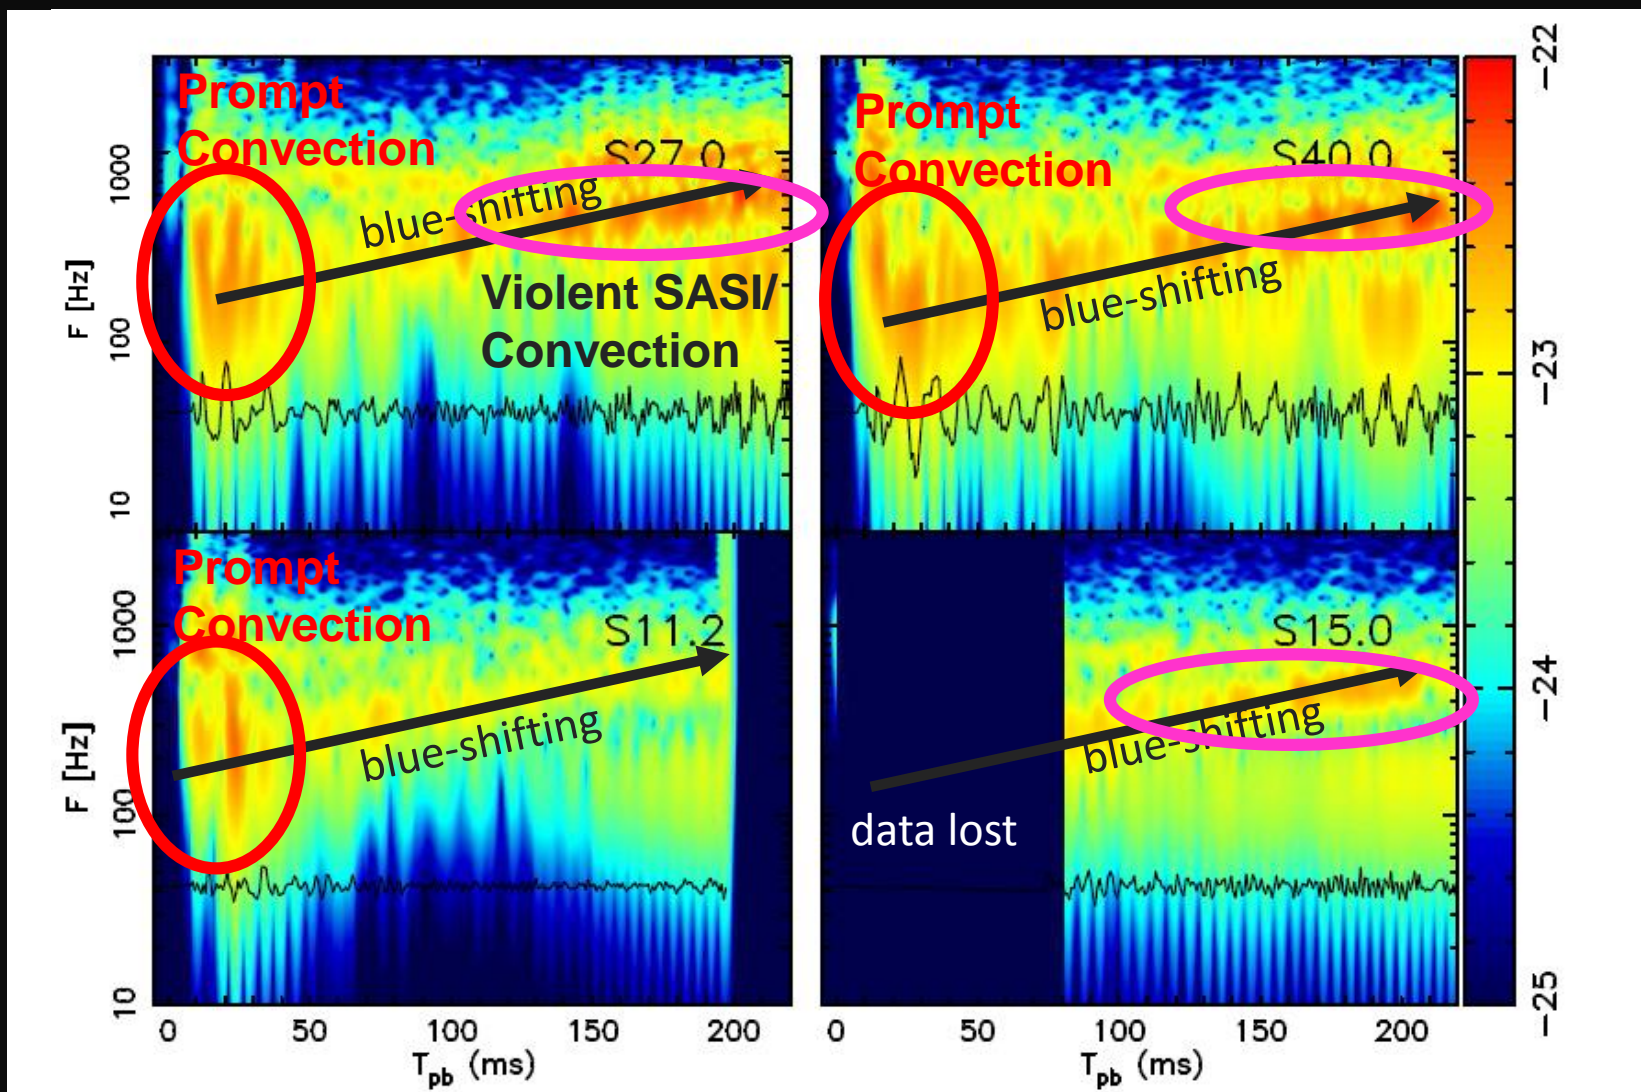 Prompt
Convection
S27.0
blue-shifting
Violent SASI/
Convection
F [Hz]
1000
100
10
Prompt
Convection
S40.0
blue-shifting
Prompt
Convection
S11.2
blue-shifting
F [Hz]
1000
100
10
0 50 100 150 200
Tpb (ms)
S15.0
blue-shifting
data lost
0 50 100 150 200
Tpb (ms)
-22
-23
-24
-25